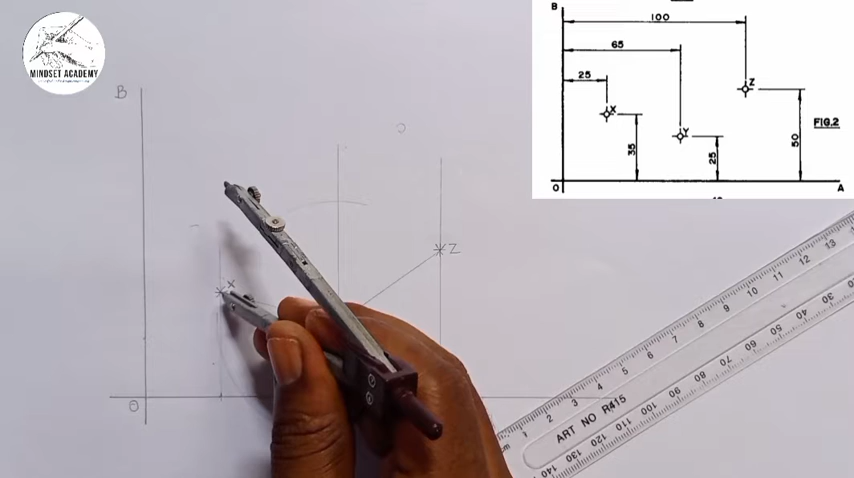 MINDSET ACADEMY
B
100
65
25
X
Y
Z
35
25
50
FIG.2
O
A
B
X
Z
O
1 2 3 4 5 6 7 8 9 10 11 12 13
ART NO R415
140 130 120 110 100 90 80 70 60 50 40 30